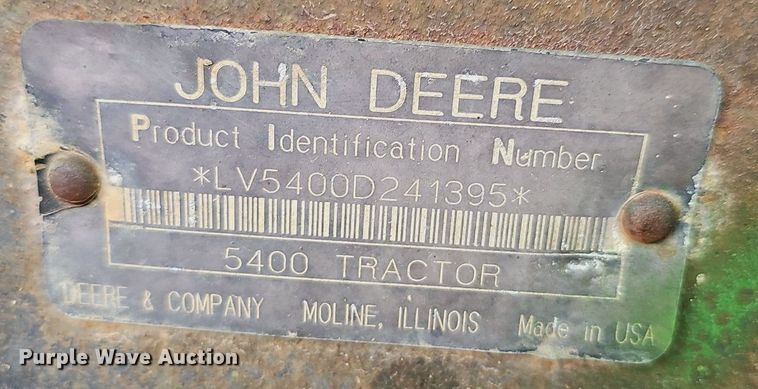 JOHN DEERE
Product Identification Number
*LV5400D241395*
5400 TRACTOR
DEERE & COMPANY MOLINE, ILLINOIS Made in USA
Purple Wave Auction